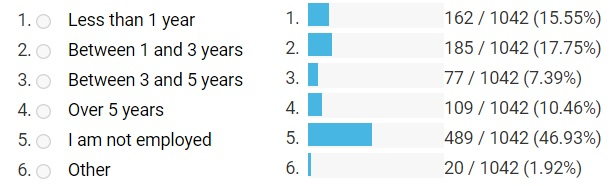 1. Less than 1 year 1. 162 / 1042 (15.55%)
2. Between 1 and 3 years 2. 185 / 1042 (17.75%)
3. Between 3 and 5 years 3. 77 / 1042 (7.39%)
4. Over 5 years 4. 109 / 1042 (10.46%)
5. I am not employed 5. 489 / 1042 (46.93%)
6. Other 6. 20 / 1042 (1.92%)